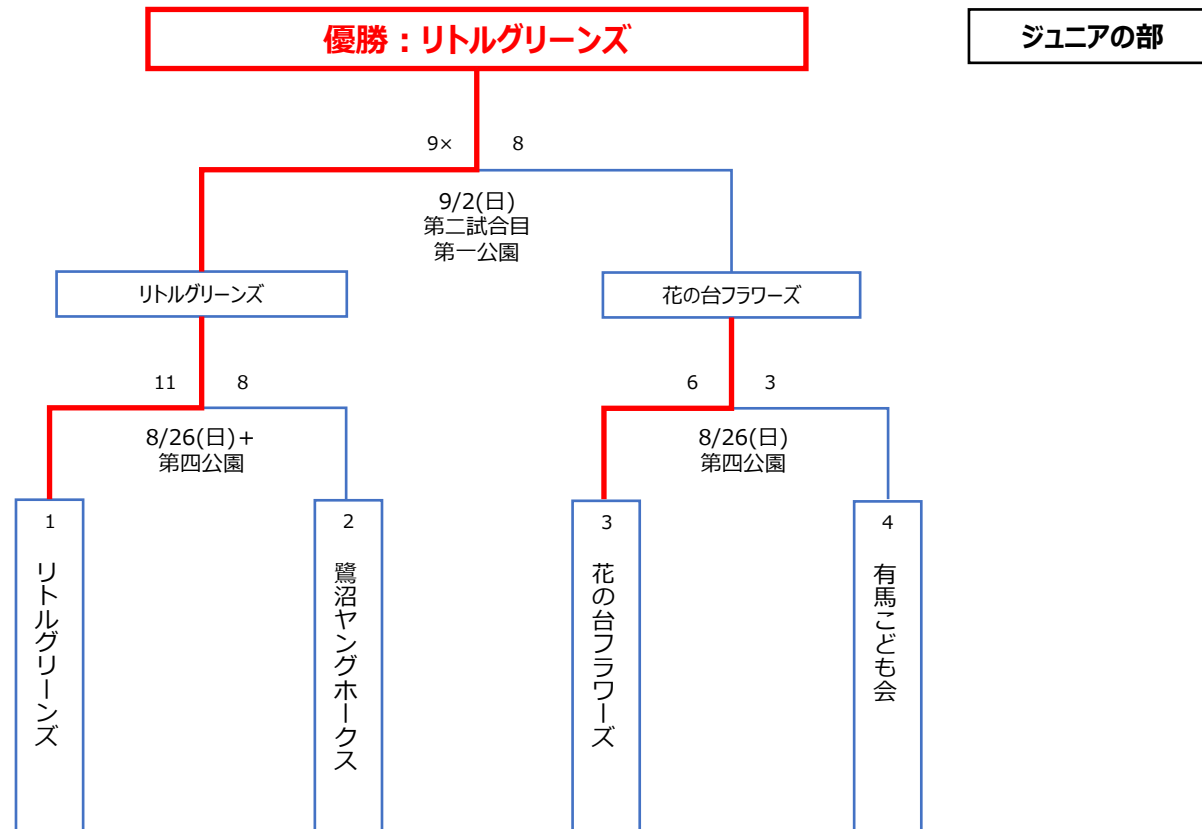 優勝：リトルグリーンズ
ジュニアの部
9×
8
9/2(日)
第二試合目
第一公園
リトルグリーンズ
花の台フラワーズ
11
8
6
3
8/26(日)＋
第四公園
8/26(日)
第四公園
1
リトルグリーンズ
2
鷺沼ヤングホークス
3
花の台フラワーズ
4
有馬こども会